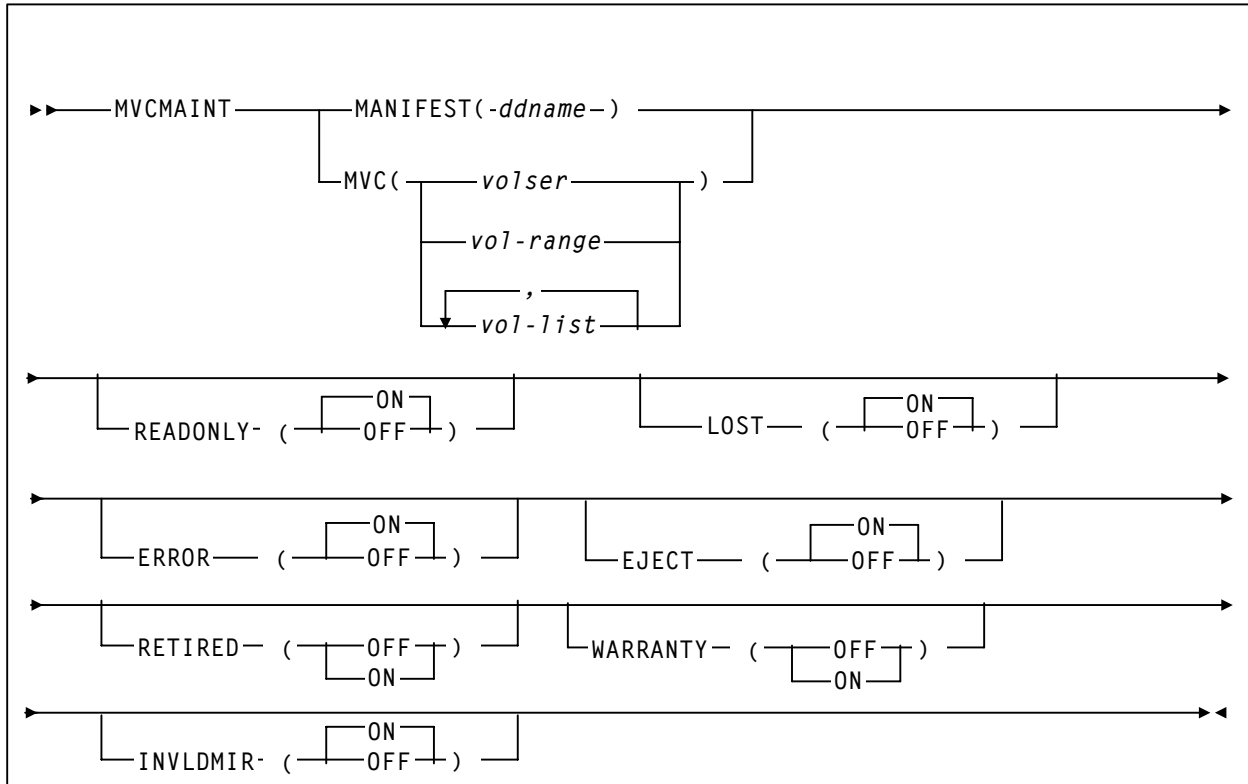 MVCMAINT MANIFEST(-ddname-)
MVC( volser )
vol-range
,
vol-list
ON ON
READONLY ( OFF ) LOST ( OFF )
ON ON
ERROR ( OFF ) EJECT ( OFF )
RETIRED ( OFF ) WARRANTY ( OFF )
ON ON
ON
INVLDMIR ( OFF )